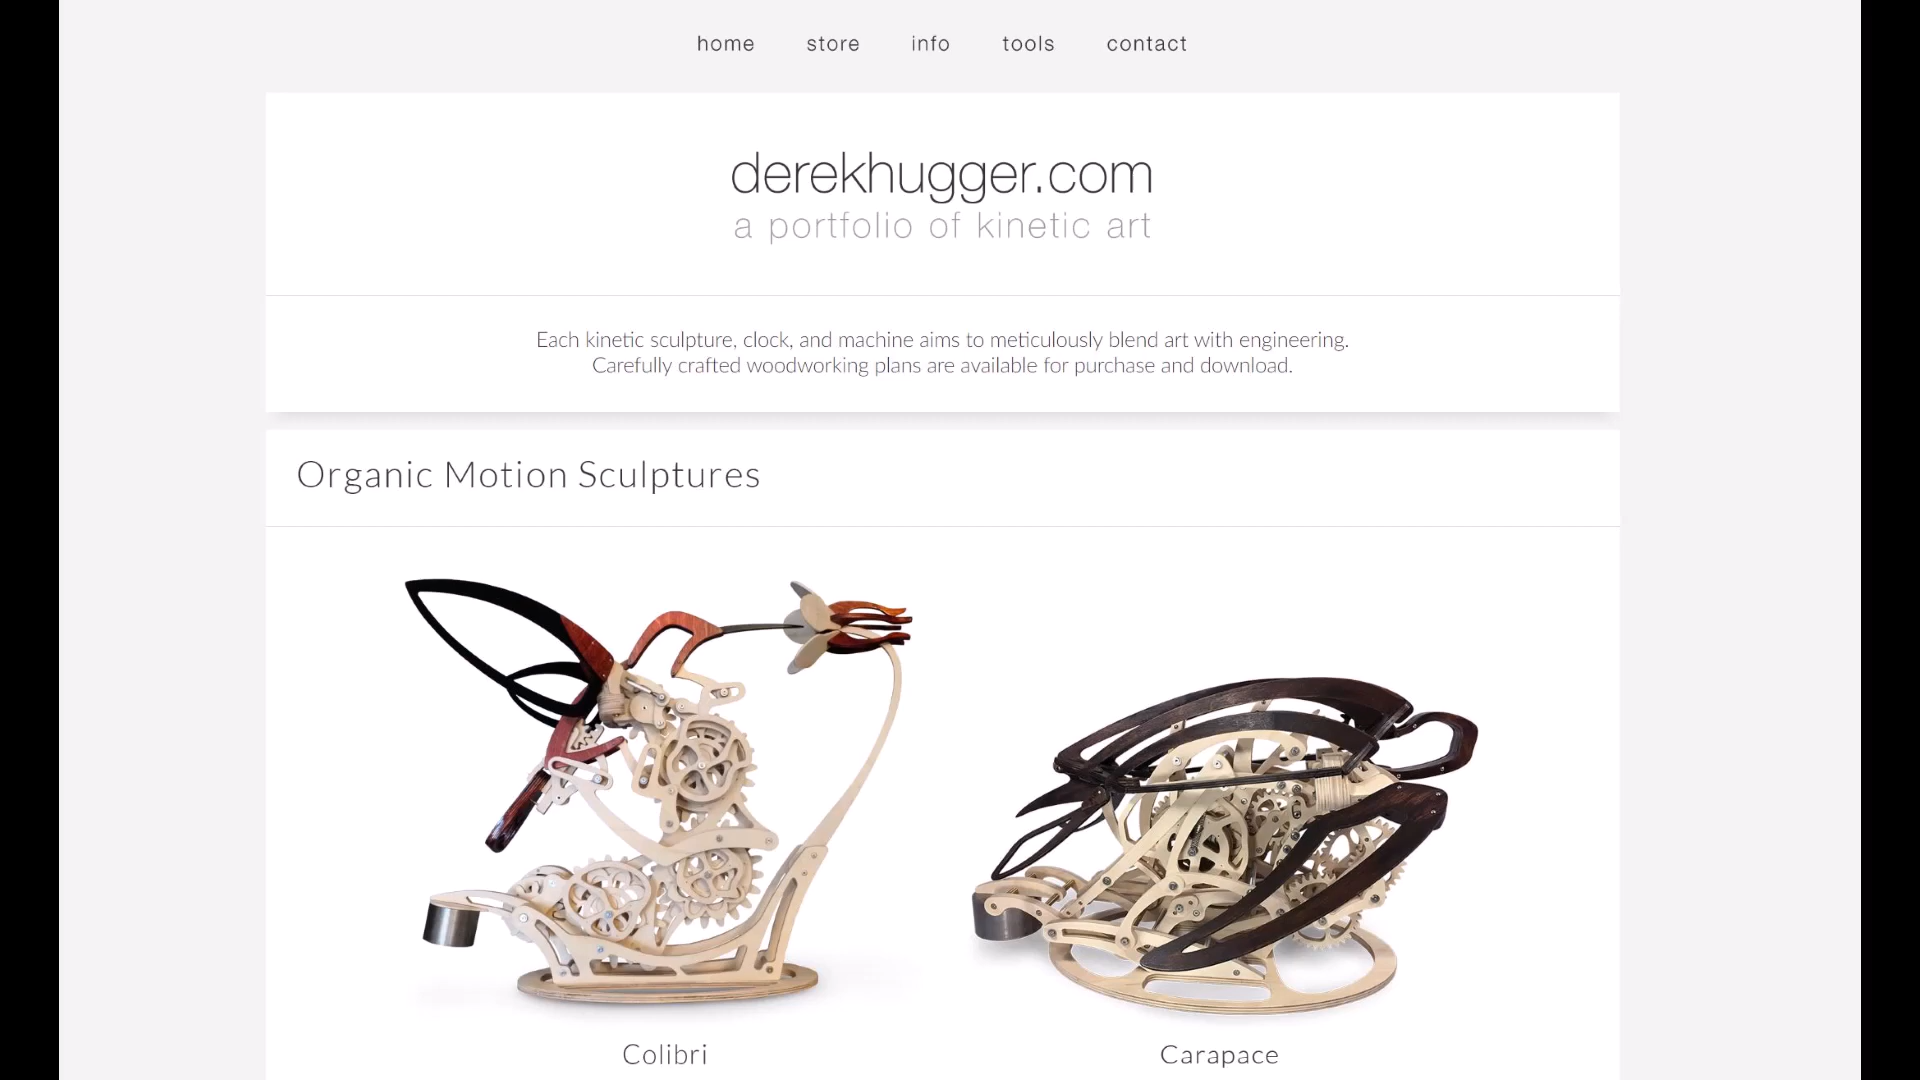 home store info tools contact
derekhugger.com
a portfolio of kinetic art
Each kinetic sculpture, clock, and machine aims to meticulously blend art with engineering.
Carefully crafted woodworking plans are available for purchase and download.
Organic Motion Sculptures
Colibri
Carapace